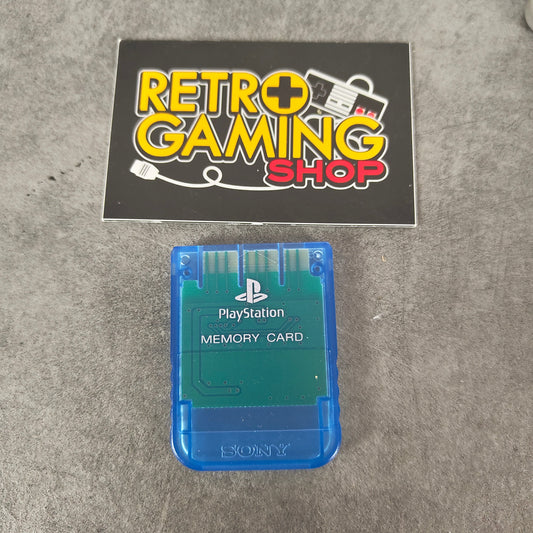 RETRO
GAMING
SHOP
PlayStation
MEMORY CARD
SONY